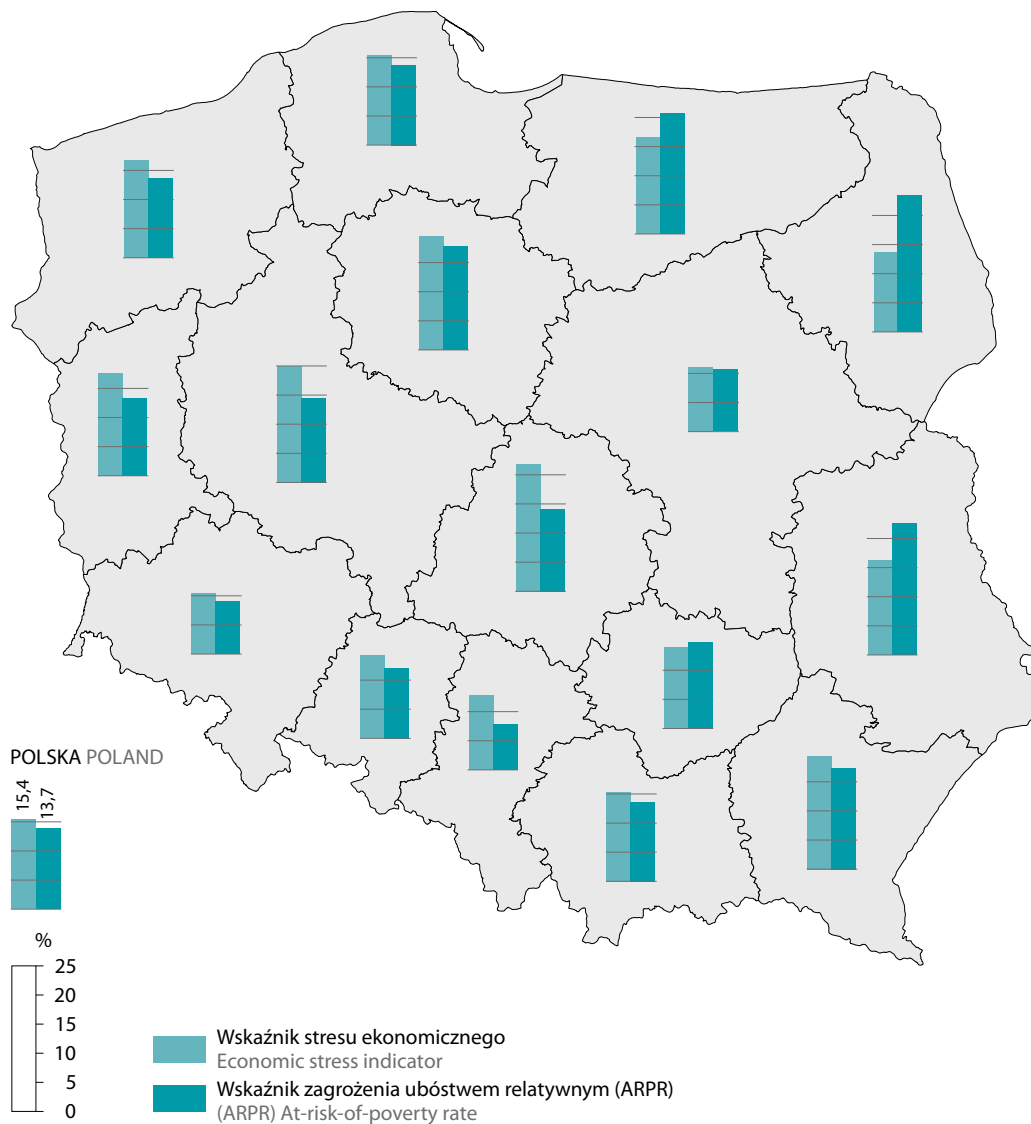 POLSKA POLAND
15,4
13,7
%
25
20
15
10
5
0
Wskaźnik stresu ekonomicznego
Economic stress indicator
Wskaźnik zagrożenia ubóstwem relatywnym (ARPR)
(ARPR) At-risk-of-poverty rate